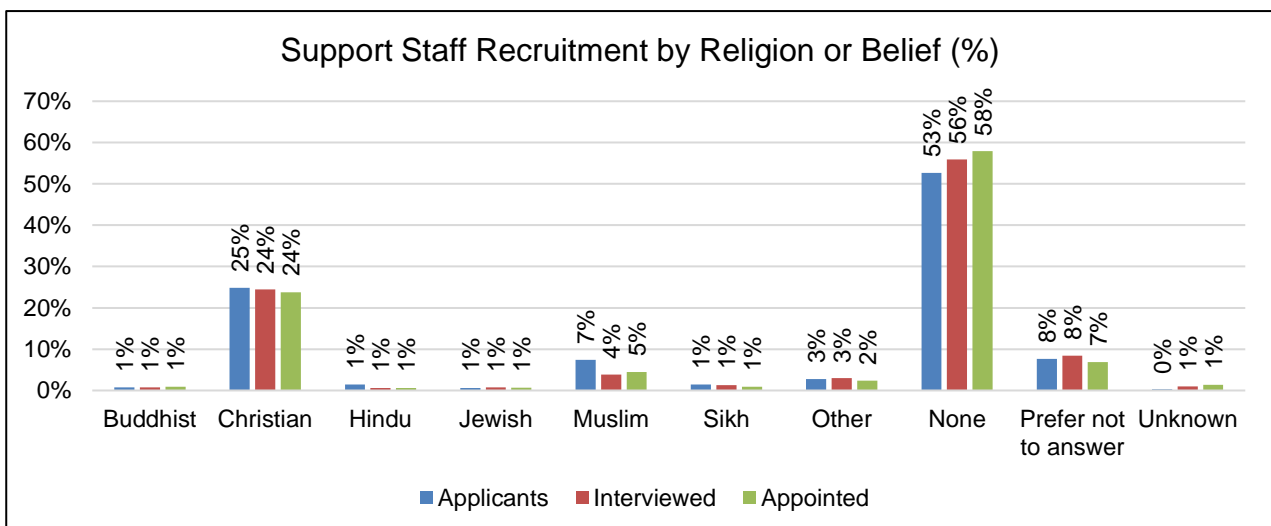 Support Staff Recruitment by Religion or Belief (%)
70%
60%
50%
40%
30%
20%
10%
0%
1% 1% 1%
25% 24% 24%
1% 1% 1%
1% 1% 1%
7% 4% 5%
1% 1% 1%
3% 3% 2%
53% 56% 58%
8% 8% 7%
0% 1% 1%
Buddhist Christian Hindu Jewish Muslim Sikh Other None Prefer not Unknown
to answer
Applicants Interviewed Appointed